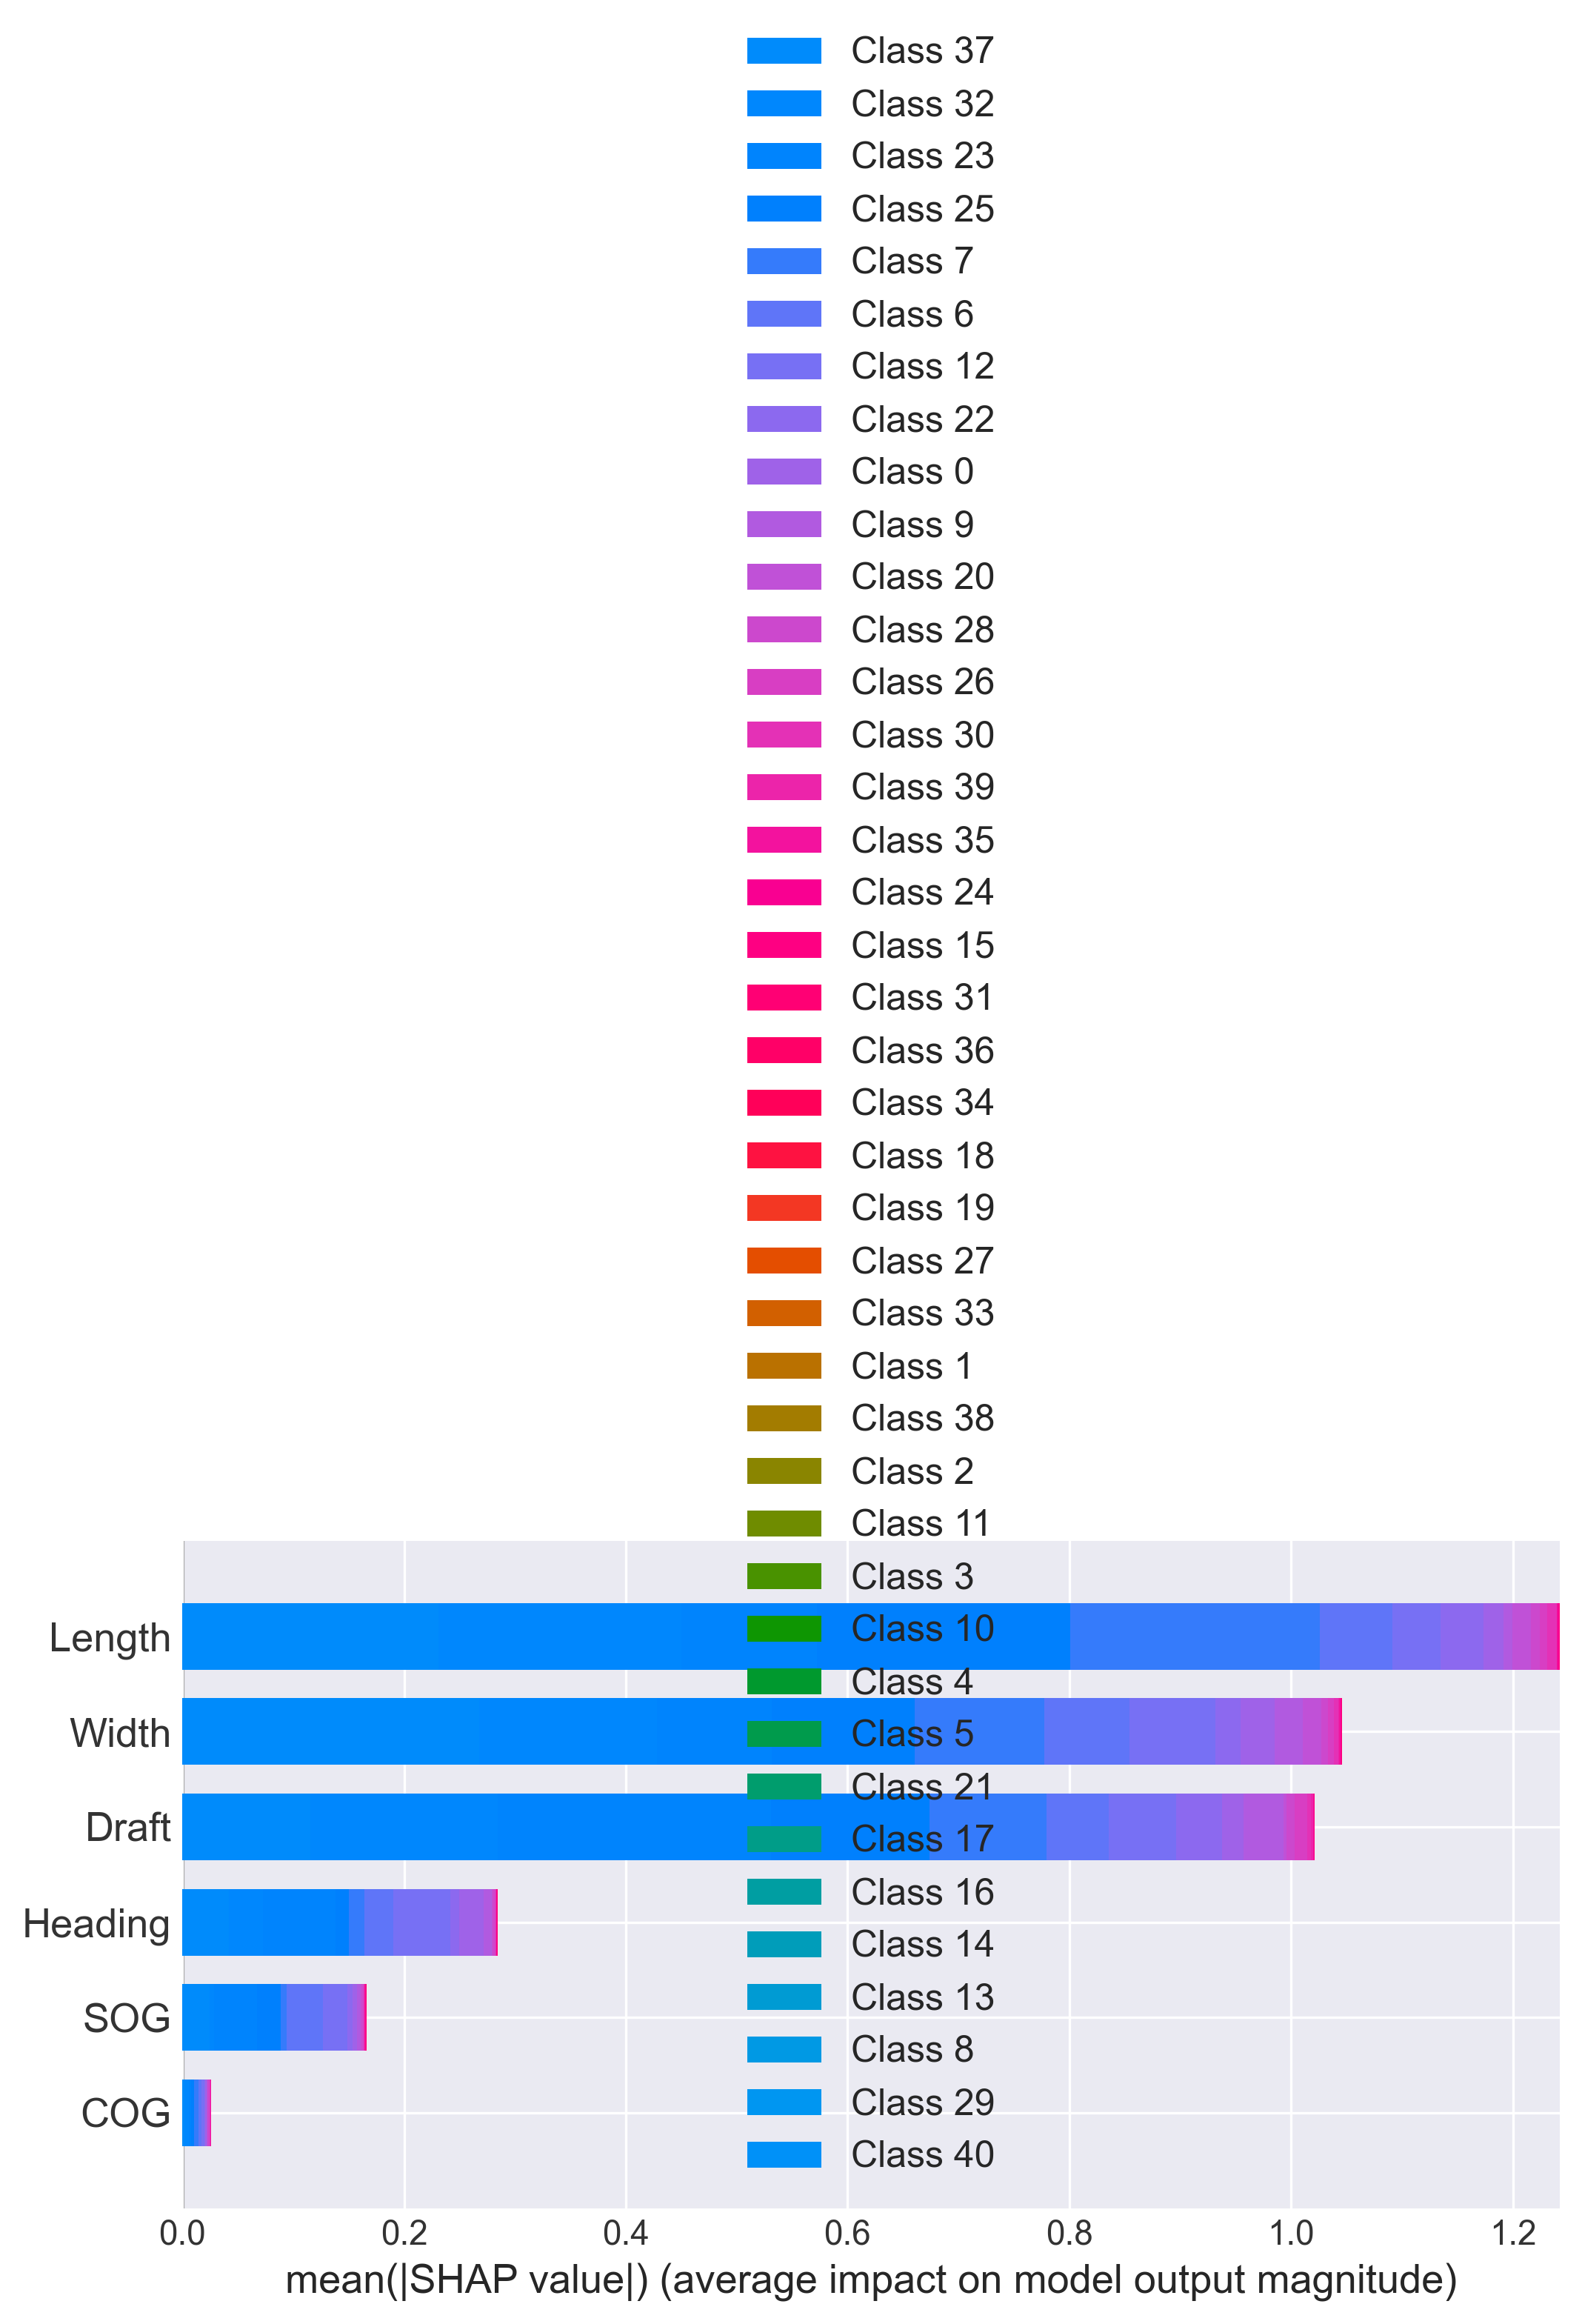 Class 37
Class 32
Class 23
Class 25
Class 7
Class 6
Class 12
Class 22
Class 0
Class 9
Class 20
Class 28
Class 26
Class 30
Class 39
Class 35
Class 24
Class 15
Class 31
Class 36
Class 34
Class 18
Class 19
Class 27
Class 33
Class 1
Class 38
Class 2
Class 11
Class 3
Class 10
Class 4
Class 5
Class 21
Class 17
Class 16
Class 14
Class 13
Class 8
Class 29
Class 40
Length
Width
Draft
Heading
SOG
COG
0.0 0.2 0.4 0.6 0.8 1.0 1.2
mean(|SHAP value|) (average impact on model output magnitude)